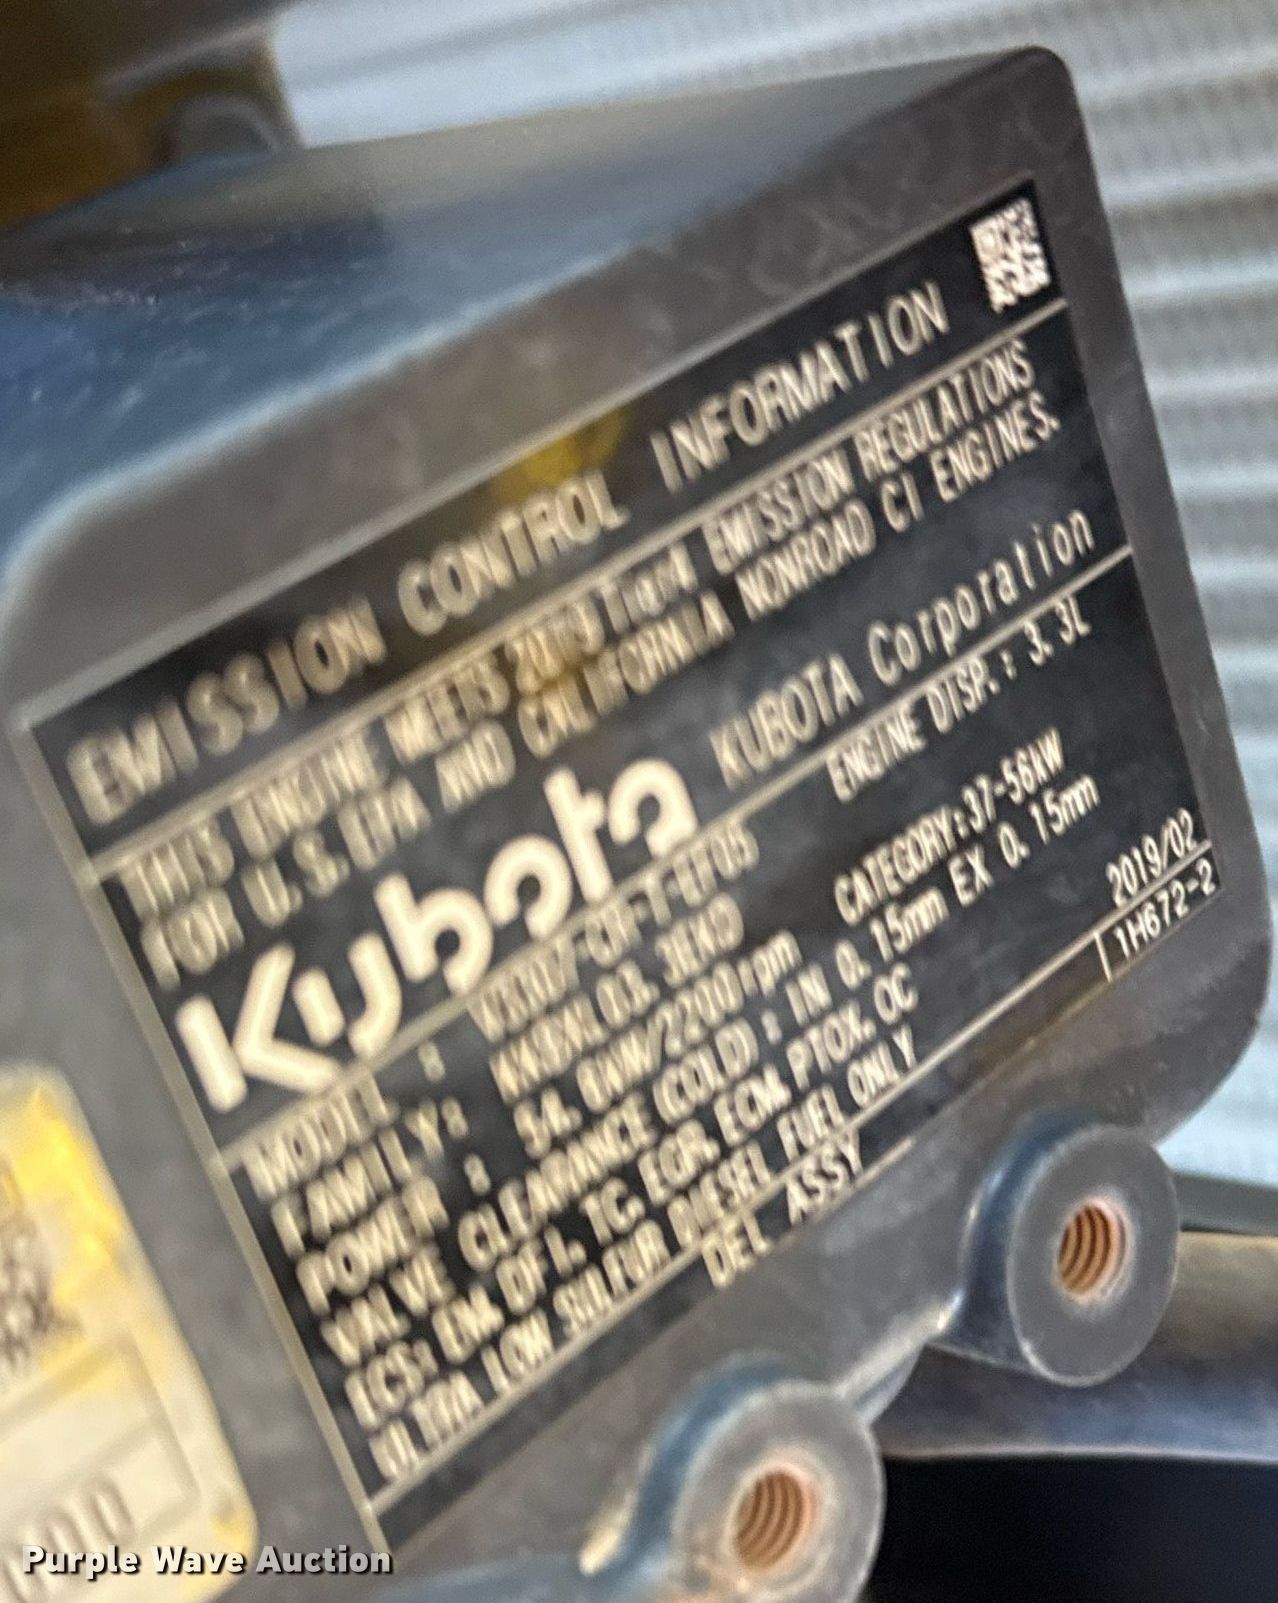 EMISSION CONTROL INFORMATION
THIS ENGINE MEETS 2019 Tier4 EMISSION REGULATIONS
FOR U.S. EPA AND CALIFORNIA NONROAD CI ENGINES.
Kubota KUBOTA Corporation
MODEL : ENGINE DISP.: 3.3L
FAMILY:
POWER : 54. kW/2200rpm CATEGORY:37-56kW
VALVE CLEARANCE (COLD) : IN 0.15mm EX 0.15mm
ECS: EM, DFI, TC, EGR, ECM, PTOX, OC
ULTRA LOW SULFUR DIESEL FUEL ONLY 2019/02
DEL ASSY 1H672-2
Purple Wave Auction